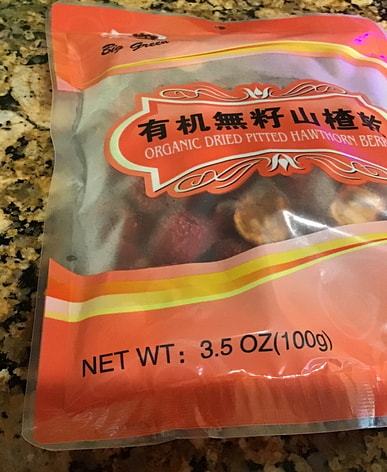 Big Green
有机無籽山楂乾
ORGANIC DRIED PITTED HAWTHORN BERR
NET WT: 3.5 OZ(100g)